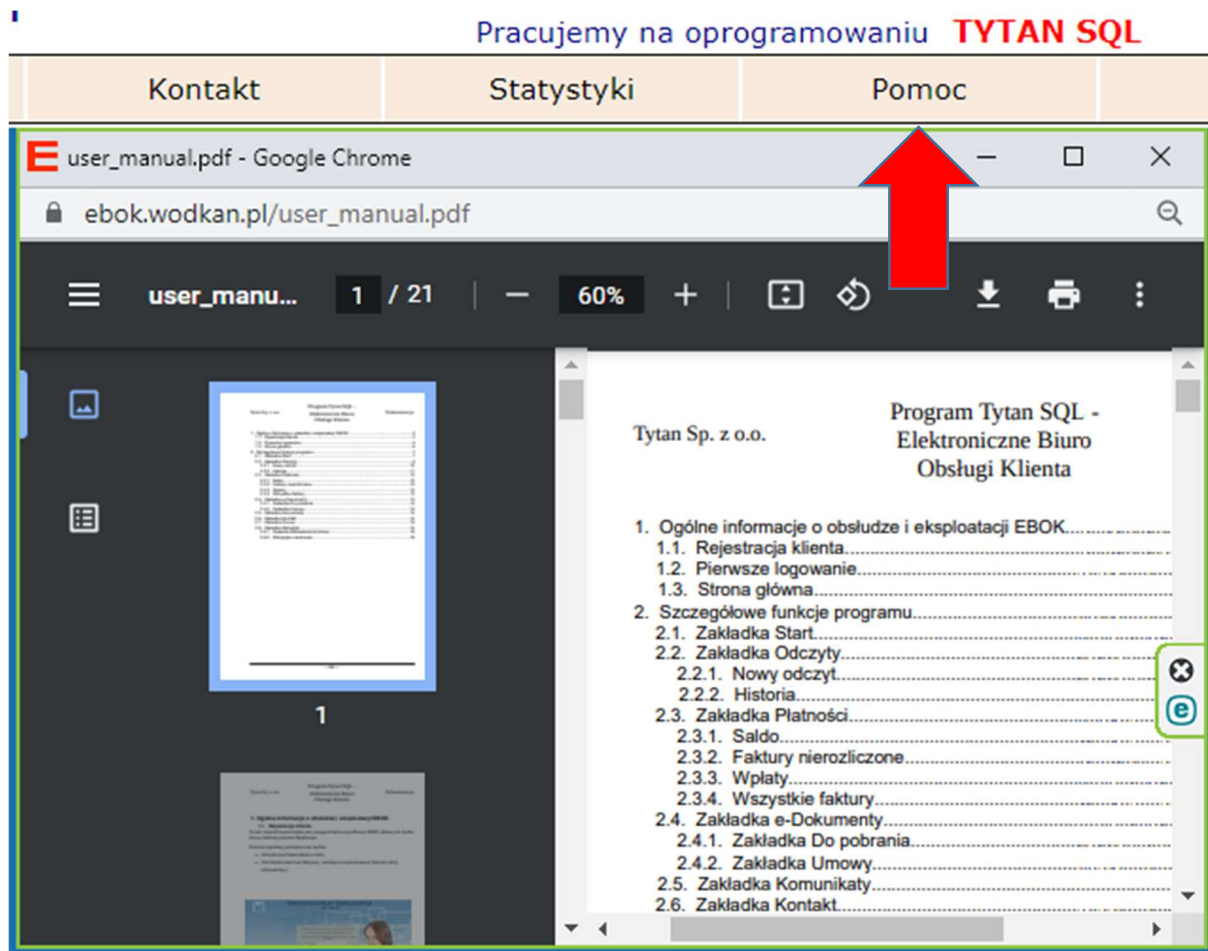 Pracujemy na oprogramowaniu TYTAN SQL
Kontakt Statystyki Pomoc
user_manual.pdf - Google Chrome
ebok.wodkan.pl/user_manual.pdf
user_manu... 1 / 21 60%
1
Tytan Sp. z o.o.
Program Tytan SQL -
Elektroniczne Biuro
Obsługi Klienta
1. Ogólne informacje o obsłudze i eksploatacji EBOK
1.1. Rejestracja klienta
1.2. Pierwsze logowanie
1.3. Strona główna
2. Szczegółowe funkcje programu
2.1. Zakładka Start
2.2. Zakładka Odczyty
2.2.1. Nowy odczyt
2.2.2. Historia
2.3. Zakładka Płatności
2.3.1. Saldo
2.3.2. Faktury nierozliczone
2.3.3. Wpłaty
2.3.4. Wszystkie faktury
2.4. Zakładka e-Dokumenty
2.4.1. Zakładka Do pobrania
2.4.2. Zakładka Umowy
2.5. Zakładka Komunikaty
2.6. Zakładka Kontakt